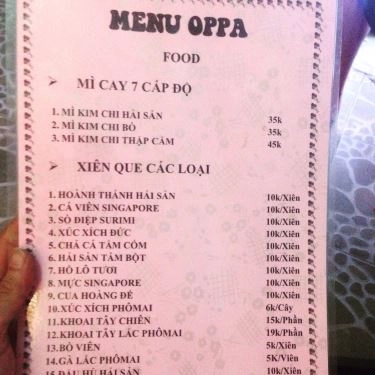 MENU OPPA
FOOD
➢ MÌ CAY 7 CẤP ĐỘ
1. MÌ KIM CHI HẢI SẢN 35k
2. MÌ KIM CHI BÒ 35k
3. MÌ KIM CHI THẬP CẨM 45k
➢ XIÊN QUE CÁC LOẠI
1. HOÀNH THÁNH HẢI SẢN 10k/Xiên
2. CÁ VIÊN SINGAPORE 10k/Xiên
3. SÒ ĐIỆP SURIMI 10k/Xiên
4. XÚC XÍCH ĐỨC 10k/Xiên
5. CHẢ CÁ TẨM CỐM 10k/Xiên
6. HẢI SẢN TẨM BỘT 10k/Xiên
7. HỒ LÔ TƯƠI 10k/Xiên
8. MỰC SINGAPORE 10k/Xiên
9. CUA HOÀNG ĐẾ 10k/Xiên
10. XÚC XÍCH PHÔMAI 6k/Cây
11. KHOAI TÂY CHIÊN 15k/Phần
12. KHOAI TÂY LẮC PHÔMAI 19k/Phần
13. BÒ VIÊN 5k/Xiên
14. GÀ LẮC PHÔMAI 5K/Viên
15. ĐẬU HŨ HẢI SẢN 10k/Xiên